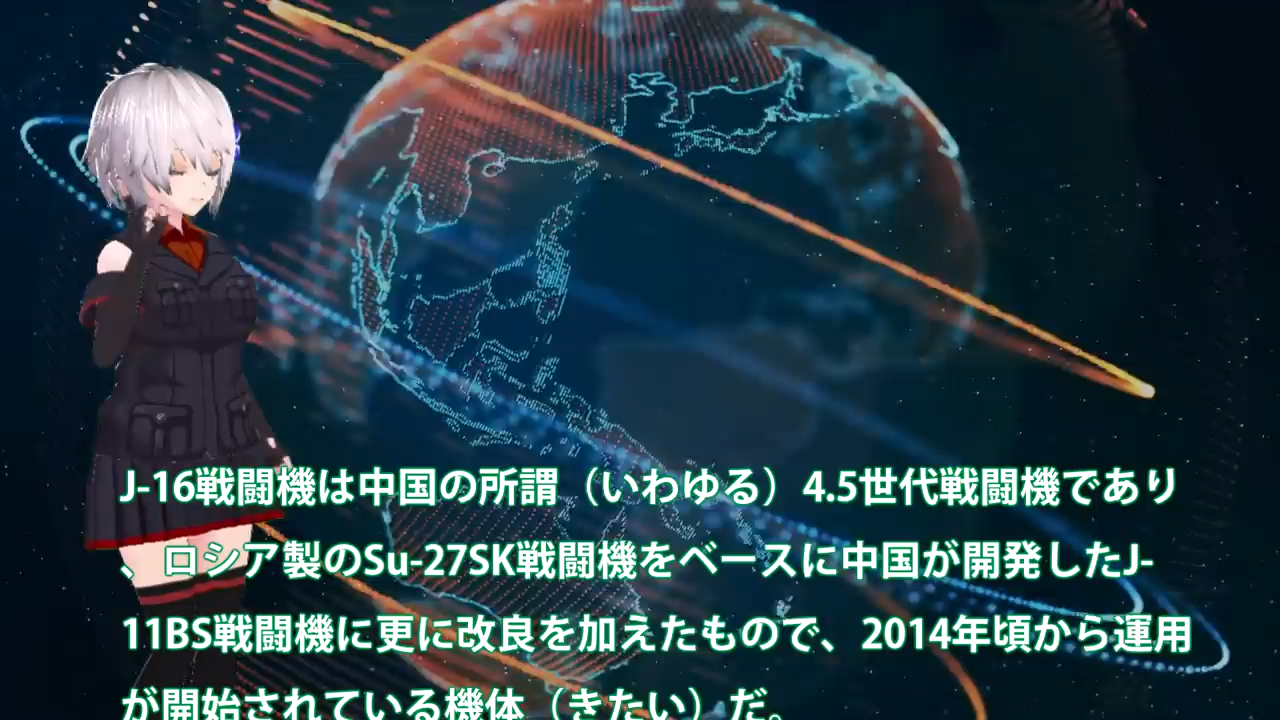 J-16戦闘機は中国の所謂（いわゆる）4.5世代戦闘機であり
、ロシア製のSu-27SK戦闘機をベースに中国が開発したJ-
11BS戦闘機に更に改良を加えたもので、2014年頃から運用
が開始されている機体（きたい）だ。